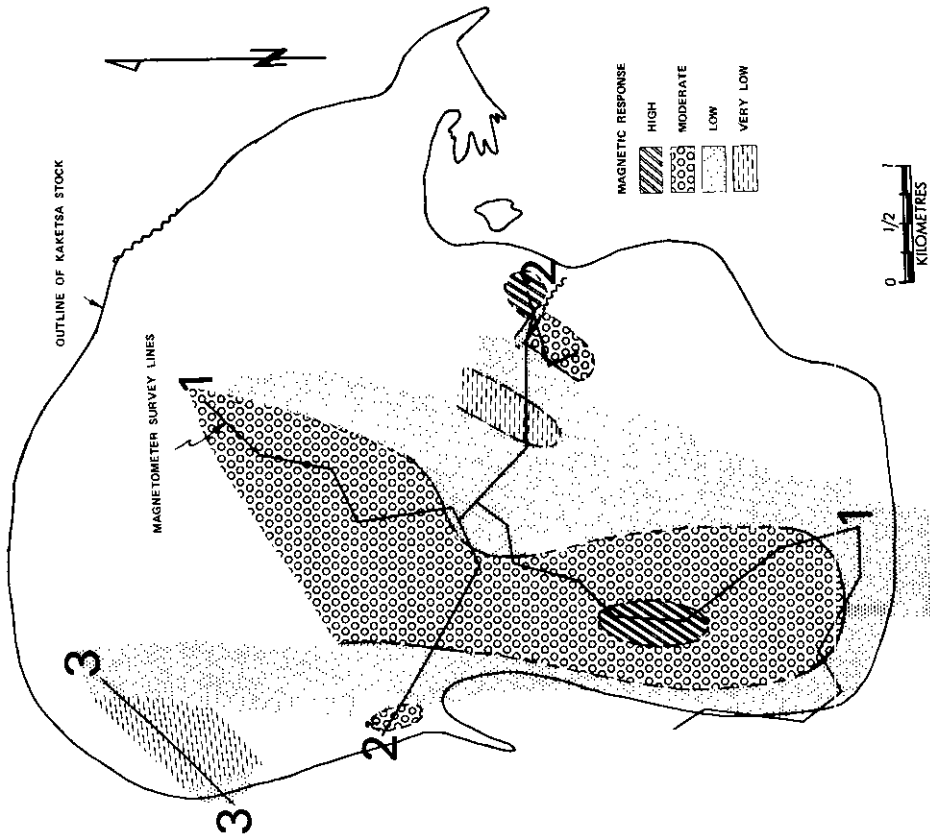 OUTLINE OF KAKETSA STOCK
N
MAGNETOMETER SURVEY LINES
1
MAGNETIC RESPONSE
HIGH
MODERATE
LOW
VERY LOW
3
2
2
3
1
0 1/2 1
KILOMETRES